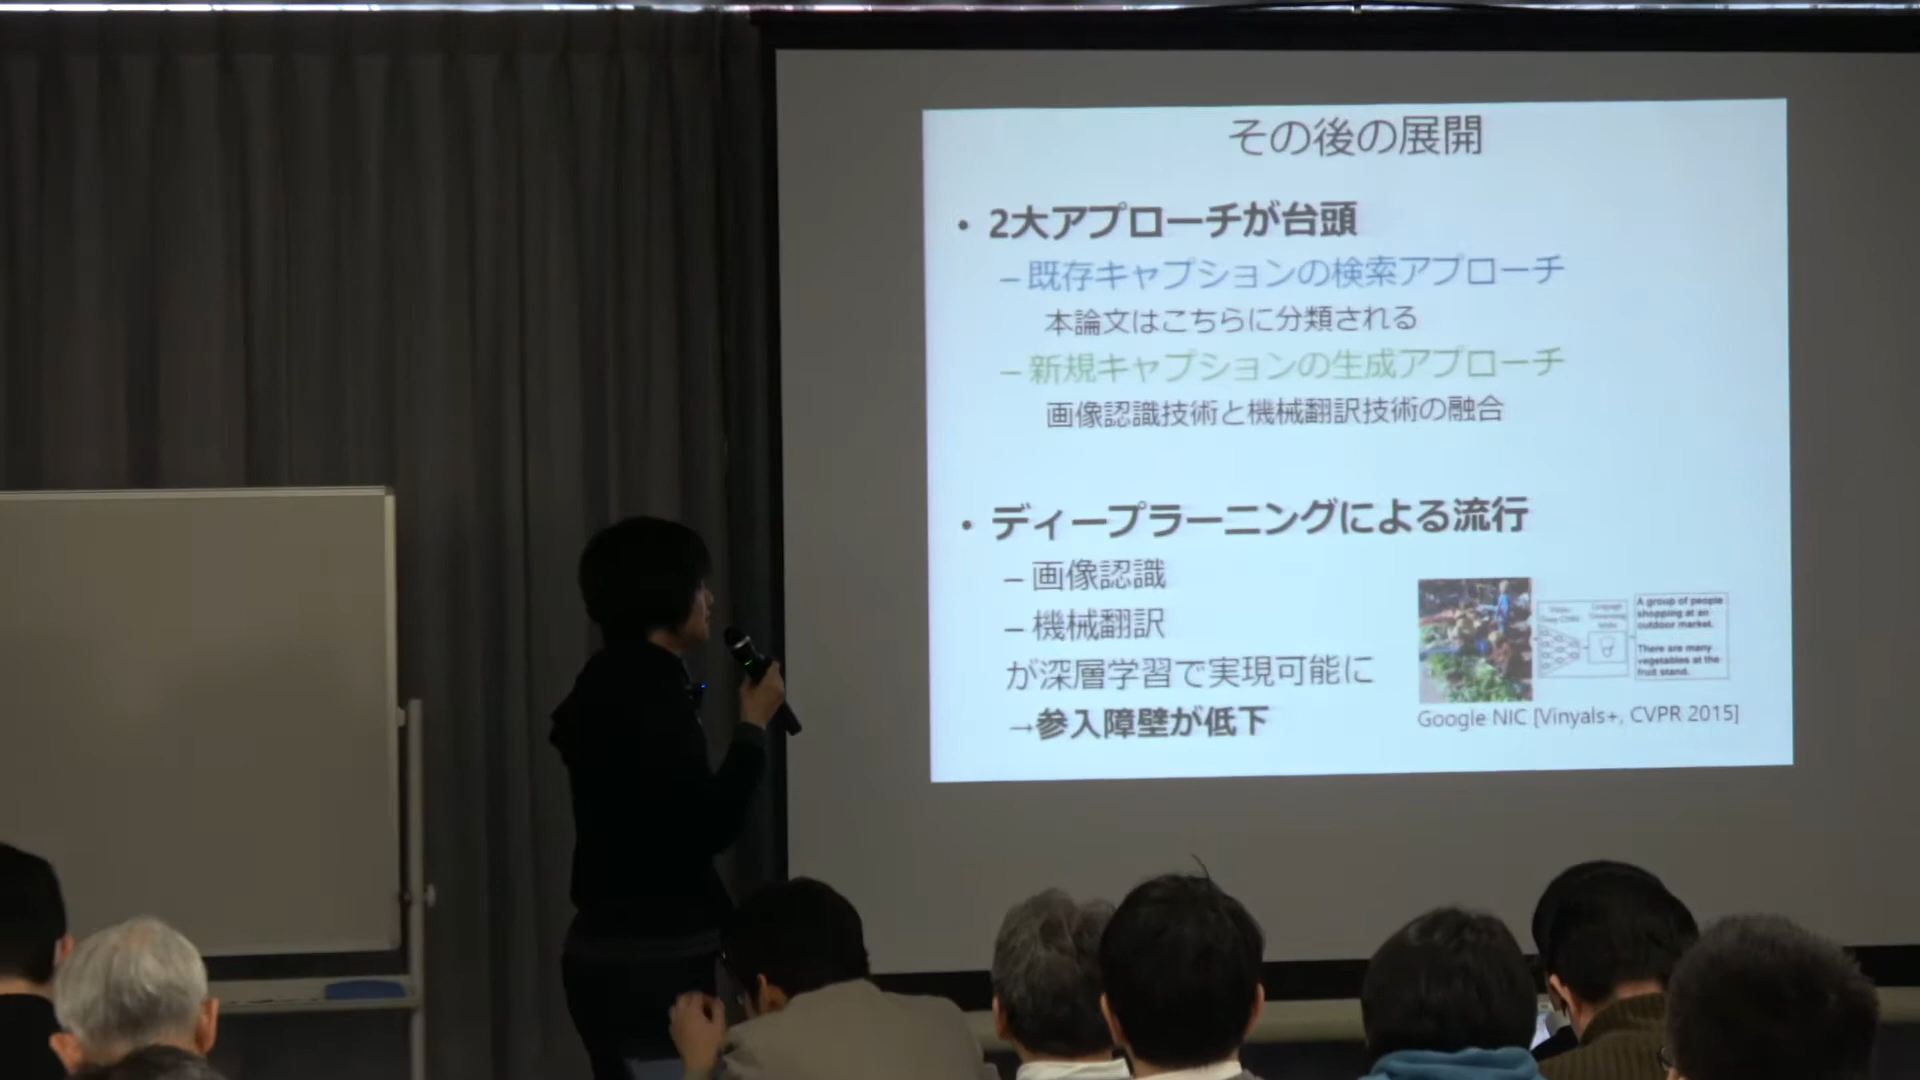 その後の展開
• 2大アプローチが台頭
– 既存キャプションの検索アプローチ
本論文はこちらに分類される
– 新規キャプションの生成アプローチ
画像認識技術と機械翻訳技術の融合
• ディープラーニングによる流行
– 画像認識
– 機械翻訳
が深層学習で実現可能に
→参入障壁が低下
A group of people
shopping at an
outdoor market.
There are many
vegetables at the
fruit stand.
Google NIC [Vinyals+, CVPR 2015]